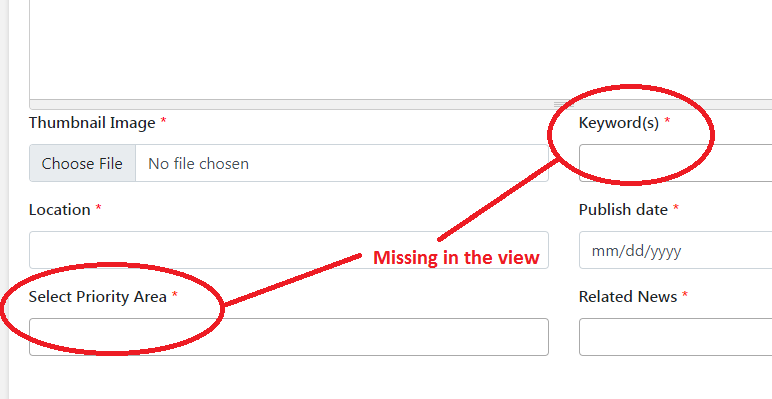 Thumbnail Image *
Keyword(s) *
Choose File No file chosen
Location *
Publish date *
mm/dd/yyyy
Missing in the view
Select Priority Area *
Related News *